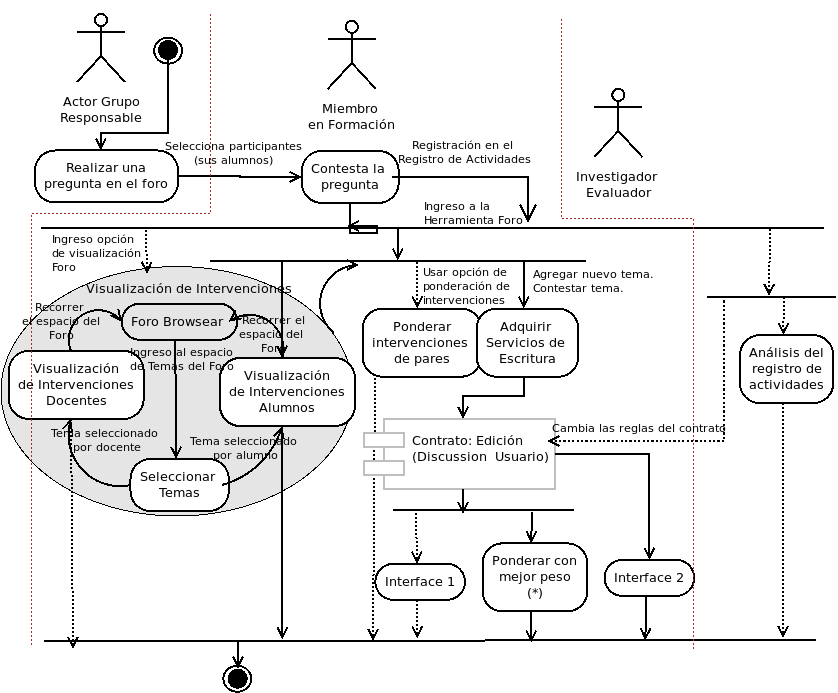 Actor Grupo
Responsable
Miembro
en Formación
Investigador
Evaluador
Realizar una
pregunta en el foro
Selecciona participantes
(sus alumnos)
Contesta la
pregunta
Registración en el
Registro de Actividades
Ingreso a la
Herramienta Foro
Ingreso opción
de visualización
Foro
Visualización de Intervenciones
Recorrer
el espacio del
Foro
Foro Browsear
Recorrer el
espacio del
Foro
Ingreso al espacio
de Temas del Foro
Visualización
de Intervenciones
Docentes
Visualización
de Intervenciones
Alumnos
Tema seleccionado
por docente
Tema seleccionado
por alumno
Seleccionar
Temas
Usar opción de
ponderación de
intervenciones
Agregar nuevo tema.
Contestar tema.
Ponderar
intervenciones
de pares
Adquirir
Servicios de
Escritura
Análisis del
registro de
actividades
Cambia las reglas del contrato
Contrato: Edición
(Discussion Usuario)
Interface 1
Ponderar con
mejor peso
(*)
Interface 2